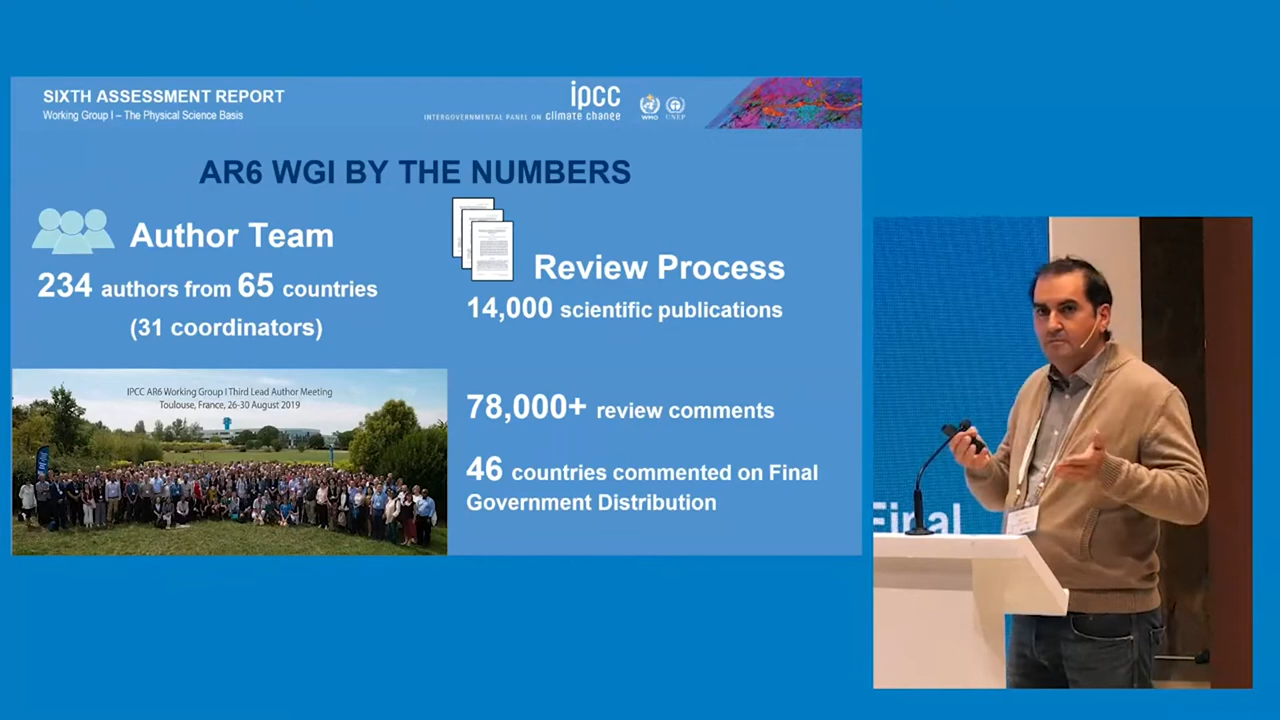 SIXTH ASSESSMENT REPORT
Working Group I – The Physical Science Basis
ipcc
INTERGOVERNMENTAL PANEL ON climate change
WMO
UNEP
AR6 WGI BY THE NUMBERS
Author Team
234 authors from 65 countries
(31 coordinators)
Review Process
14,000 scientific publications
IPCC AR6 Working Group I Third Lead Author Meeting
Toulouse, France, 26-30 August 2019
78,000+ review comments
46 countries commented on Final
Government Distribution
Final